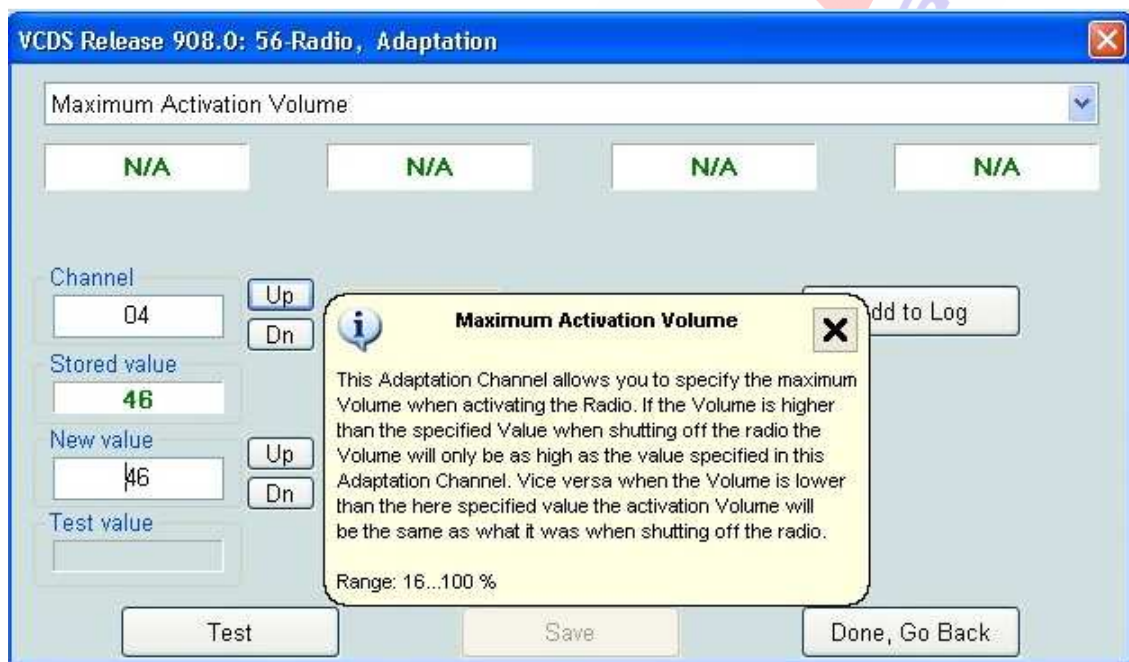 VCDS Release 908.0: 56-Radio, Adaptation
Maximum Activation Volume
N/A N/A N/A N/A
Channel
04
Up
Dn
Stored value
46
New value
46
Up
Dn
Test value
Maximum Activation Volume
This Adaptation Channel allows you to specify the maximum
Volume when activating the Radio. If the Volume is higher
than the specified Value when shutting off the radio the
Volume will only be as high as the value specified in this
Adaptation Channel. Vice versa when the Volume is lower
than the here specified value the activation Volume will
be the same as what it was when shutting off the radio.
Range: 16...100 %
dd to Log
Test Save Done, Go Back